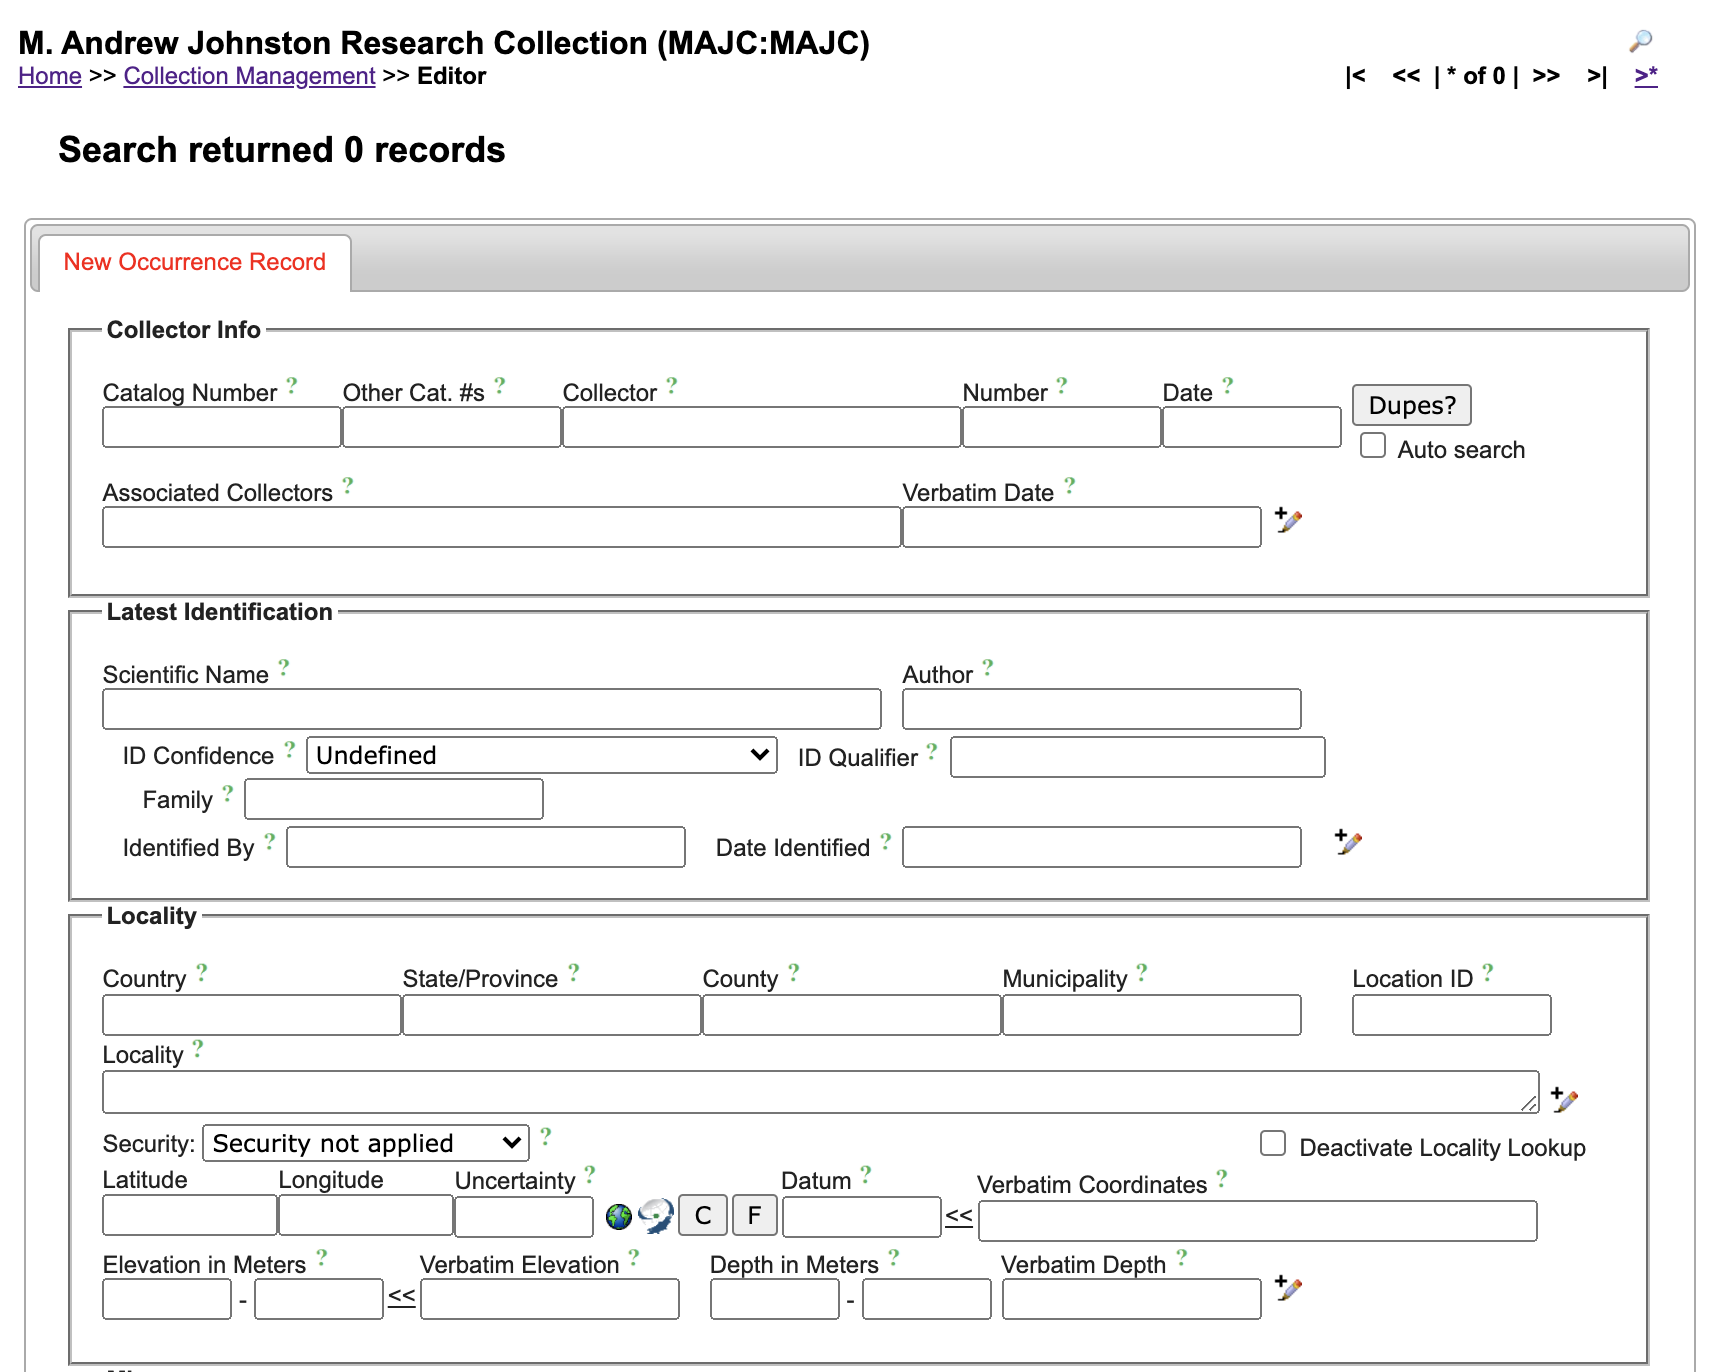 M. Andrew Johnston Research Collection (MAJC:MAJC)
Home >> Collection Management >> Editor
|< << | * of 0 | >> >| >*
Search returned 0 records
New Occurrence Record
Collector Info
Catalog Number ? Other Cat. #s ? Collector ? Number ? Date ?
Dupes?
Auto search
Associated Collectors ? Verbatim Date ?
Latest Identification
Scientific Name ? Author ?
ID Confidence ? Undefined ID Qualifier ?
Family ?
Identified By ? Date Identified ?
Locality
Country ? State/Province ? County ? Municipality ? Location ID ?
Locality ?
Security: Security not applied ? Deactivate Locality Lookup
Latitude Longitude Uncertainty ? Datum ? Verbatim Coordinates ?
C F <<
Elevation in Meters ? Verbatim Elevation ? Depth in Meters ? Verbatim Depth ?
- << -